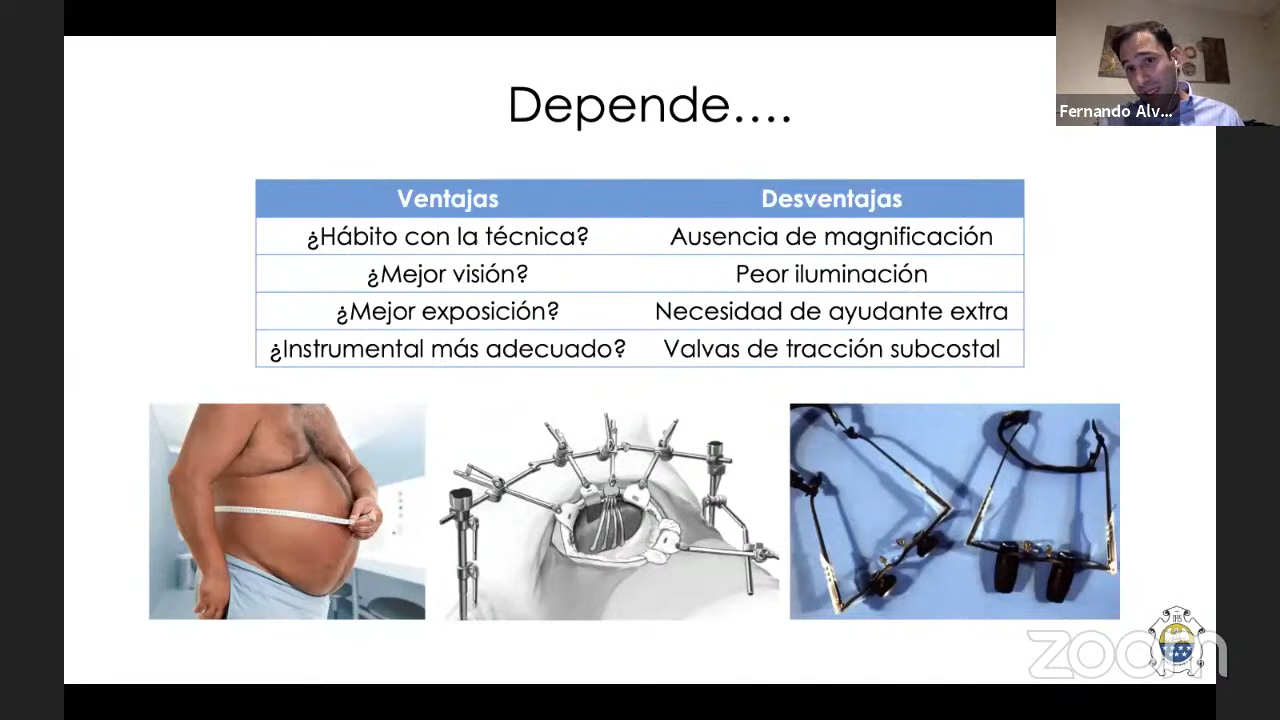 Depende....
Fernando Alv...
Ventajas Desventajas
¿Hábito con la técnica? Ausencia de magnificación
¿Mejor visión? Peor iluminación
¿Mejor exposición? Necesidad de ayudante extra
¿Instrumental más adecuado? Valvas de tracción subcostal
zoom